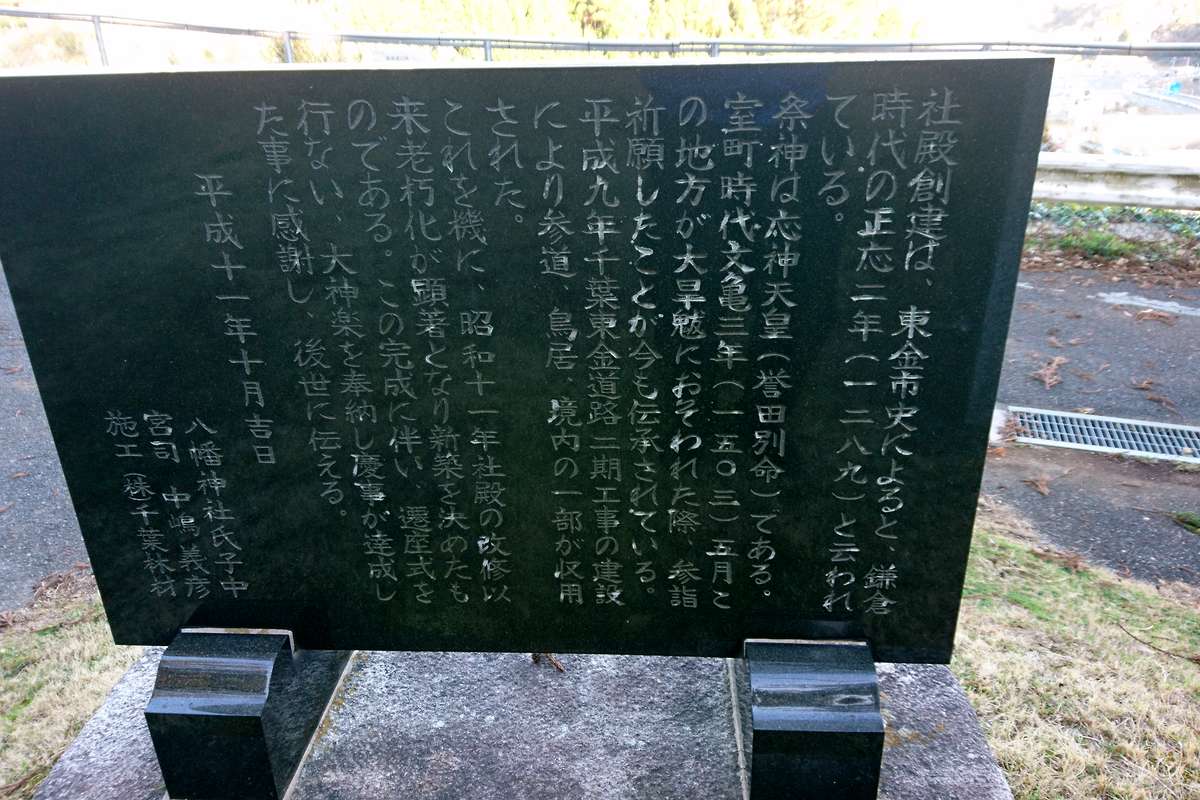 社殿創建は、東金市史によると、鎌倉
時代の正応二年（一二八九）と云われ
ている。
祭神は応神天皇（誉田別命）である。
室町時代文亀三年（一五〇三）五月こ
の地方が大旱魃におそわれた際、参詣
祈願したことが今も伝承されている。
平成九年千葉東金道路二期工事の建設
により参道、鳥居、境内の一部が収用
された。
これを機に、昭和十一年社殿の改修以
来老朽化が顕著となり新築を決めたも
のである。この完成に伴い、遷座式を
行ない、大神楽を奏納し慶事が達成し
た事に感謝し、後世に伝える。
平成十一年十月吉日
八幡神社氏子中
宮司 中嶋義彦
施工（株千葉林材